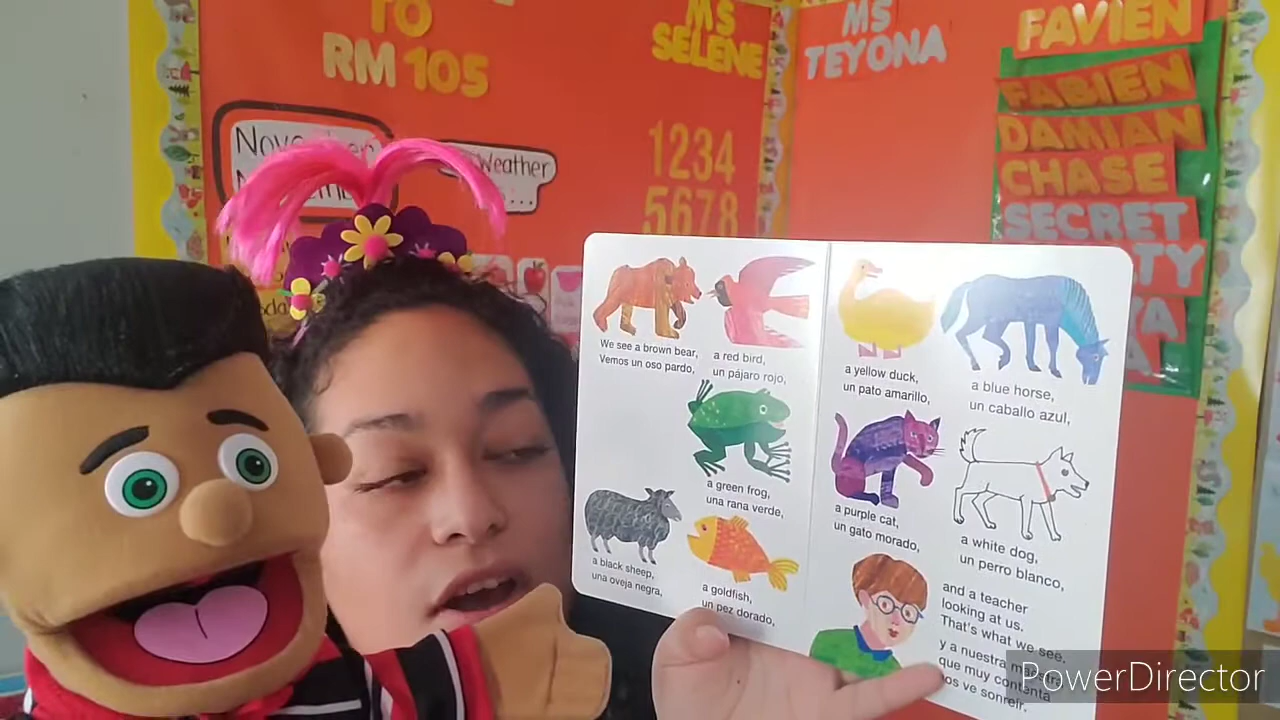 TO
RM 105
MS
SELENE
MS
TEYONA
FAVIEN
FABIEN
DAMIAN
CHASE
SECRET
November
Weather
1234
5678
We see a brown bear,
Vemos un oso pardo,
a red bird,
un pájaro rojo,
a yellow duck,
un pato amarillo,
a blue horse,
un caballo azul,
a green frog,
una rana verde,
a purple cat,
un gato morado,
a white dog,
un perro blanco,
a black sheep,
una oveja negra,
a goldfish,
un pez dorado,
and a teacher
looking at us.
That's what we see.
y a nuestra
que muy contenta
nos ve sonreír.
PowerDirector